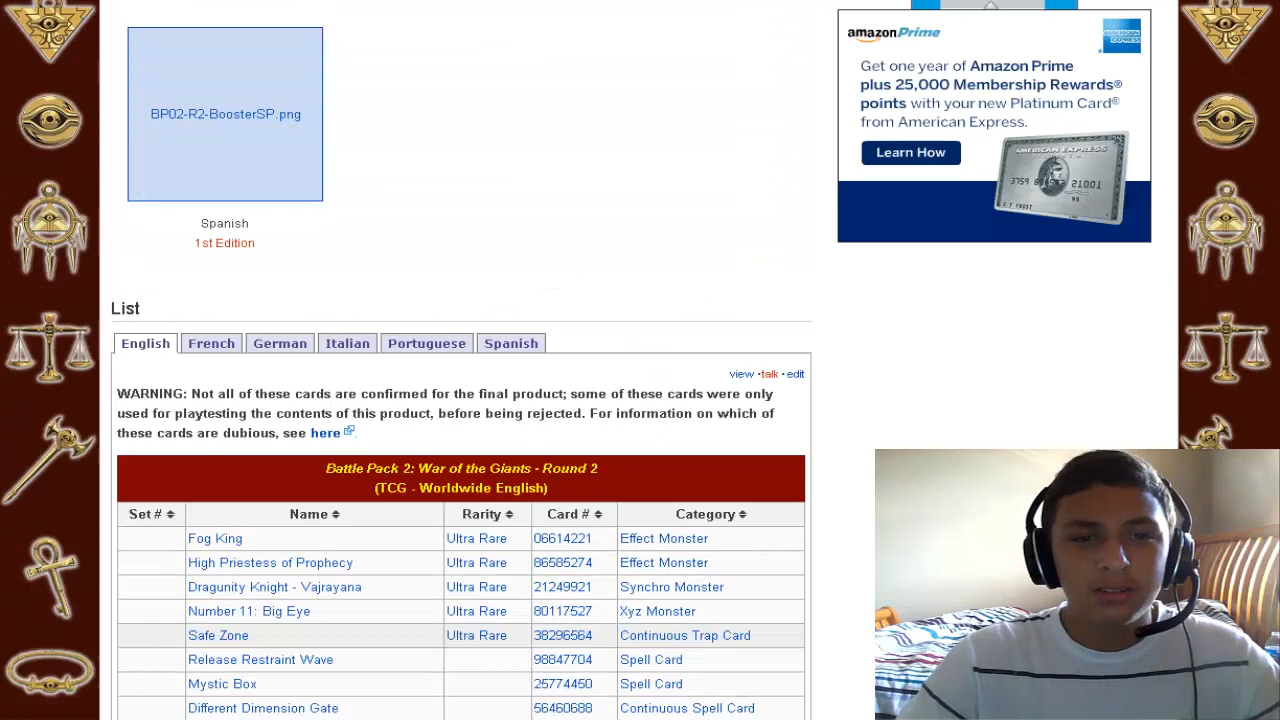 BP02-R2-BoosterSP.png
Spanish
1st Edition
amazonPrime
AMERICAN EXPRESS
Get one year of Amazon Prime
plus 25,000 Membership Rewards®
points with your new Platinum Card®
from American Express.
Learn How
AMERICAN EXPRESS
21001
95
List
English French German Italian Portuguese Spanish
view • talk • edit
WARNING: Not all of these cards are confirmed for the final product; some of these cards were only
used for playtesting the contents of this product, before being rejected. For information on which of
these cards are dubious, see here.
Battle Pack 2: War of the Giants - Round 2
(TCG - Worldwide English)
Set # Name Rarity Card # Category
Fog King Ultra Rare 06614221 Effect Monster
High Priestess of Prophecy Ultra Rare 86585274 Effect Monster
Dragunity Knight - Vajrayana Ultra Rare 21249921 Synchro Monster
Number 11: Big Eye Ultra Rare 80117527 Xyz Monster
Safe Zone Ultra Rare 38296564 Continuous Trap Card
Release Restraint Wave 98847704 Spell Card
Mystic Box 25774450 Spell Card
Different Dimension Gate 56460688 Continuous Spell Card